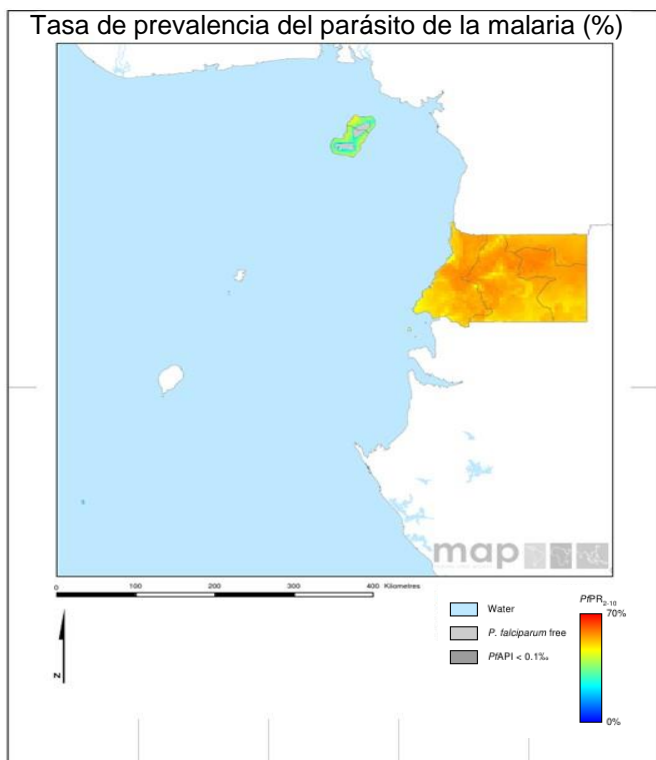 Tasa de prevalencia del parásito de la malaria (%)
map
0 100 200 300 400 Kilometres
PfPR2-10
70%
0%
Water
P. falciparum free
PfAPI < 0.1‰
N